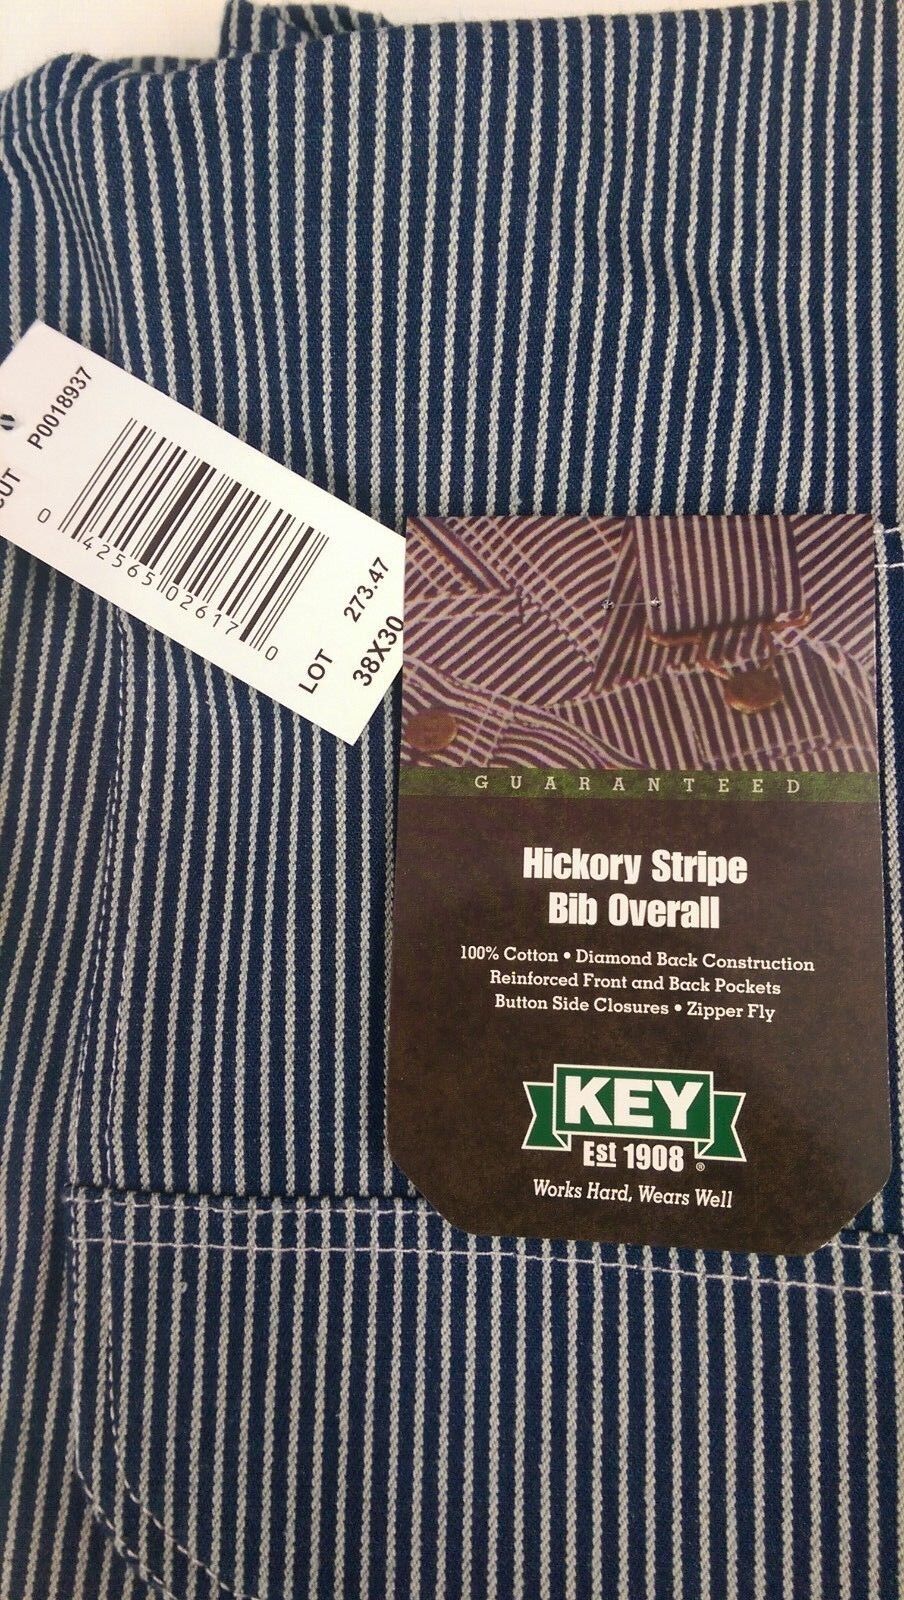 CUT P0018937
0 42565 02617 0
LOT 273.47
38X30
GUARANTEED
Hickory Stripe
Bib Overall
100% Cotton • Diamond Back Construction
Reinforced Front and Back Pockets
Button Side Closures • Zipper Fly
KEY
Est 1908 ®
Works Hard, Wears Well